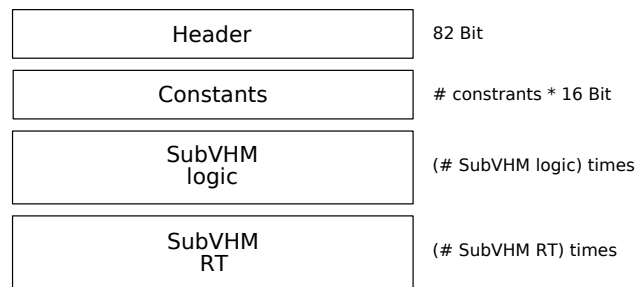 Header
82 Bit
Constants
# constrants * 16 Bit
SubVHM
logic
(# SubVHM logic) times
SubVHM
RT
(# SubVHM RT) times